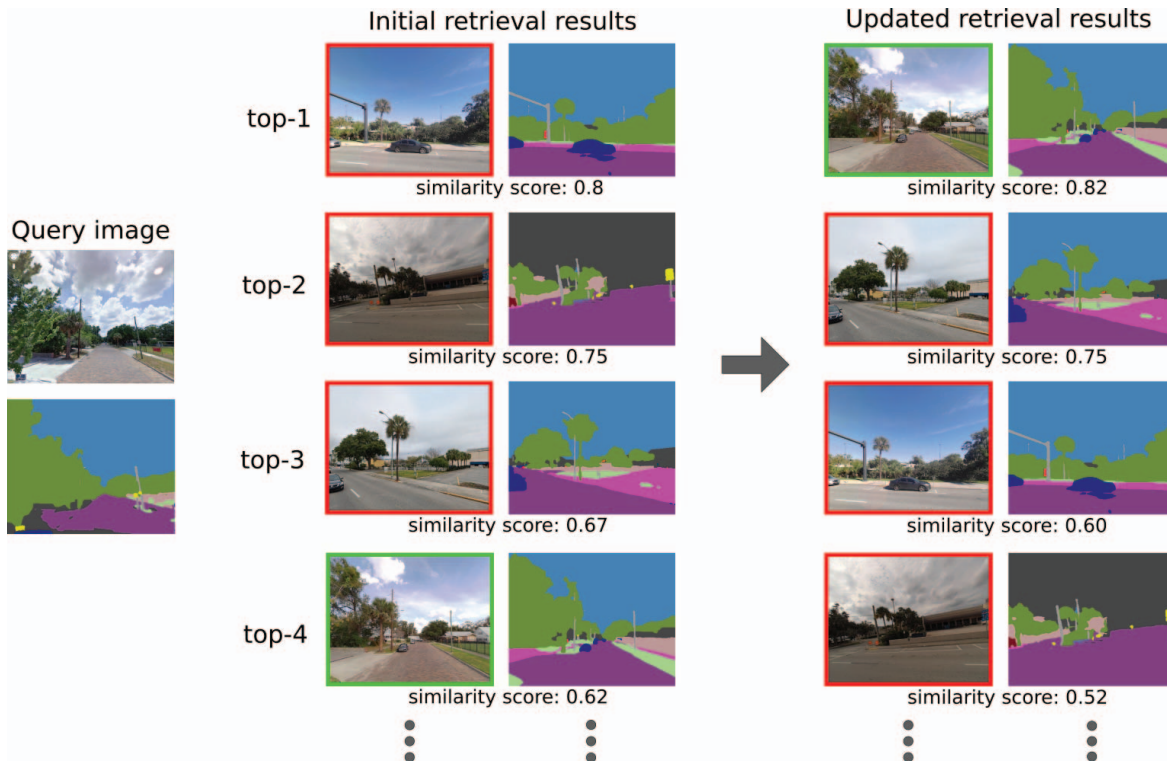 Initial retrieval results
Updated retrieval results
top-1
similarity score: 0.8
similarity score: 0.82
Query image
top-2
similarity score: 0.75
similarity score: 0.75
top-3
similarity score: 0.67
similarity score: 0.60
top-4
similarity score: 0.62
similarity score: 0.52